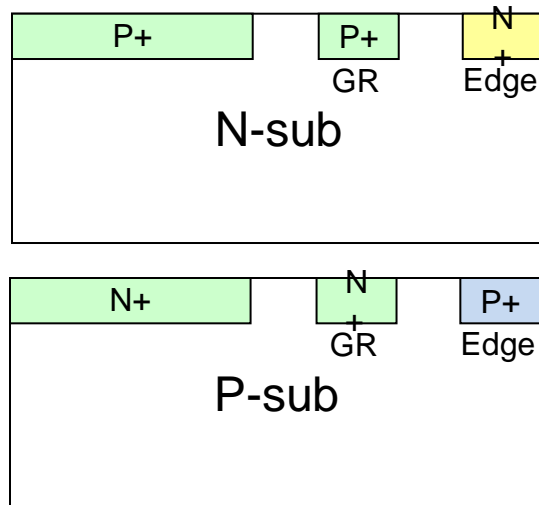 P+ P+ N
+
GR Edge
N-sub
N+ N P+
+
GR Edge
P-sub